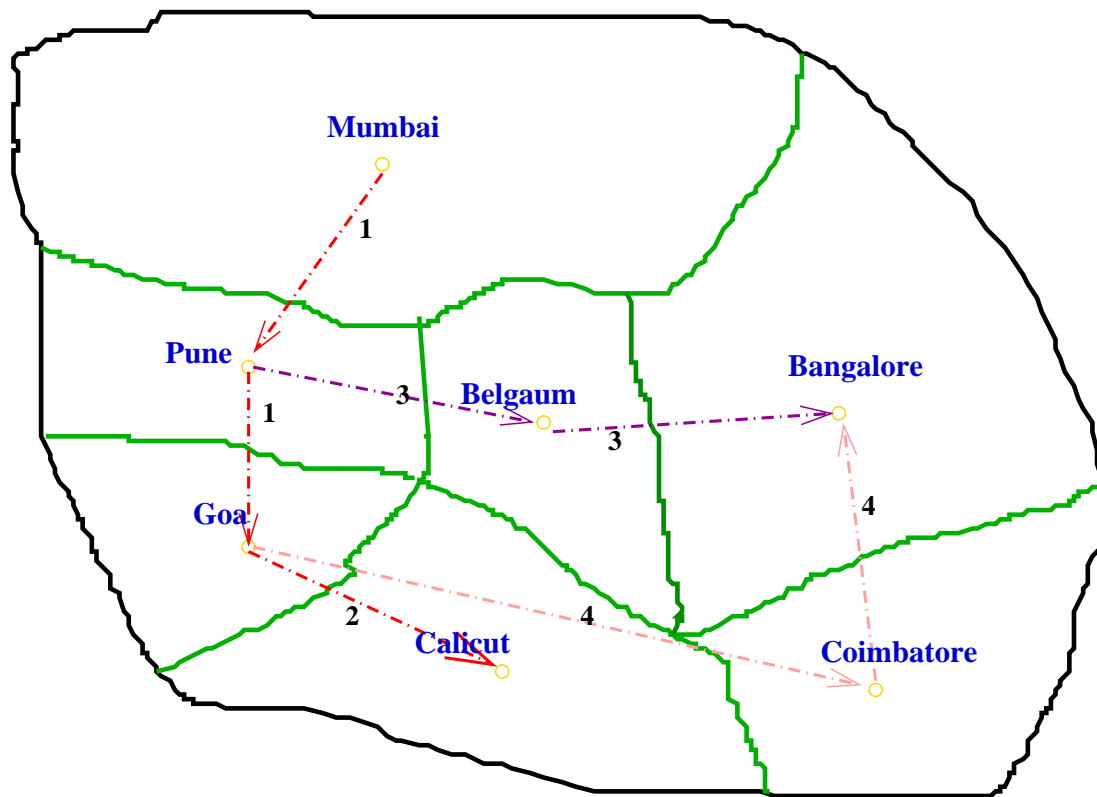 Mumbai
1
Pune
3
Belgaum
Bangalore
1
3
Goa
4
2
4
Calicut
Coimbatore